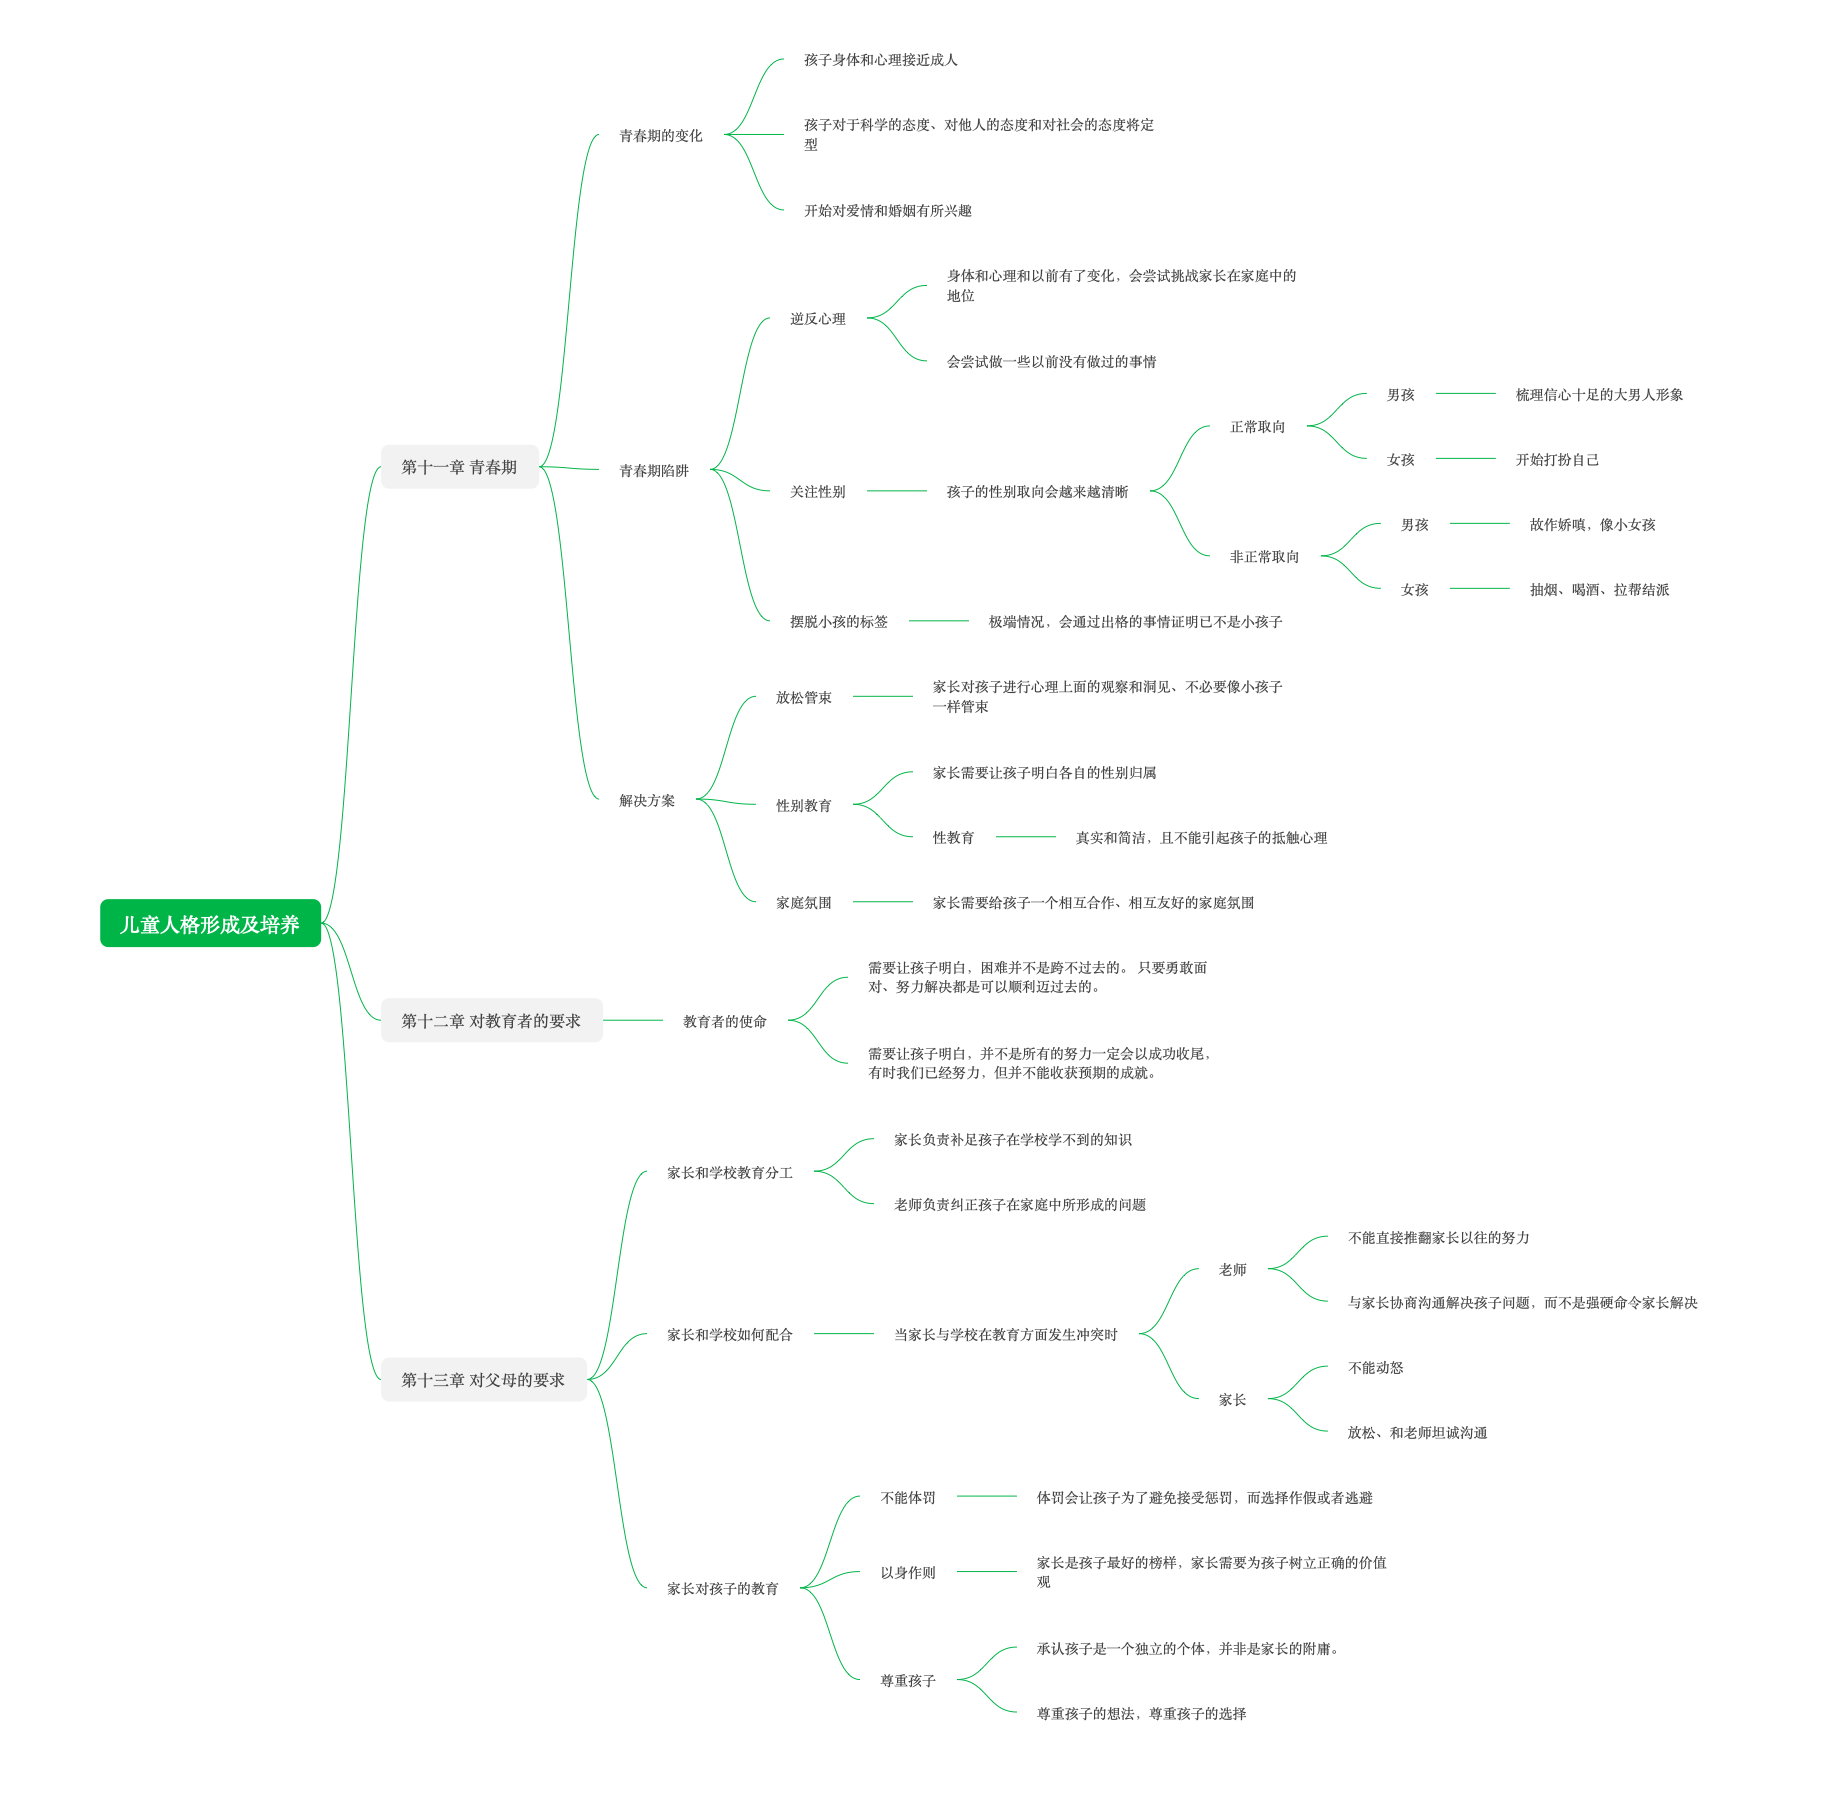 儿童人格形成及培养
第十一章 青春期
青春期的变化
孩子身体和心理接近成人
孩子对于科学的态度、对他人的态度和对社会的态度将定
型
开始对爱情和婚姻有所兴趣
青春期陷阱
逆反心理
身体和心理和以前有了变化，会尝试挑战家长在家庭中的
地位
会尝试做一些以前没有做过的事情
关注性别
孩子的性别取向会越来越清晰
正常取向
男孩
梳理信心十足的大男人形象
女孩
开始打扮自己
非正常取向
男孩
故作娇嗔，像小女孩
女孩
抽烟、喝酒、拉帮结派
摆脱小孩的标签
极端情况，会通过出格的事情证明已不是小孩子
解决方案
放松管束
家长对孩子进行心理上面的观察和洞见、不必要像小孩子
一样管束
性别教育
家长需要让孩子明白各自的性别归属
性教育
真实和简洁，且不能引起孩子的抵触心理
家庭氛围
家长需要给孩子一个相互合作、相互友好的家庭氛围
第十二章 对教育者的要求
教育者的使命
需要让孩子明白，困难并不是跨不过去的。 只要勇敢面
对、努力解决都是可以顺利迈过去的。
需要让孩子明白，并不是所有的努力一定会以成功收尾，
有时我们已经努力，但并不能收获预期的成就。
第十三章 对父母的要求
家长和学校教育分工
家长负责补足孩子在学校学不到的知识
老师负责纠正孩子在家庭中所形成的问题
家长和学校如何配合
当家长与学校在教育方面发生冲突时
老师
不能直接推翻家长以往的努力
与家长协商沟通解决孩子问题，而不是强硬命令家长解决
家长
不能动怒
放松、和老师坦诚沟通
家长对孩子的教育
不能体罚
体罚会让孩子为了避免接受惩罚，而选择作假或者逃避
以身作则
家长是孩子最好的榜样，家长需要为孩子树立正确的价值
观
尊重孩子
承认孩子是一个独立的个体，并非是家长的附庸。
尊重孩子的想法，尊重孩子的选择